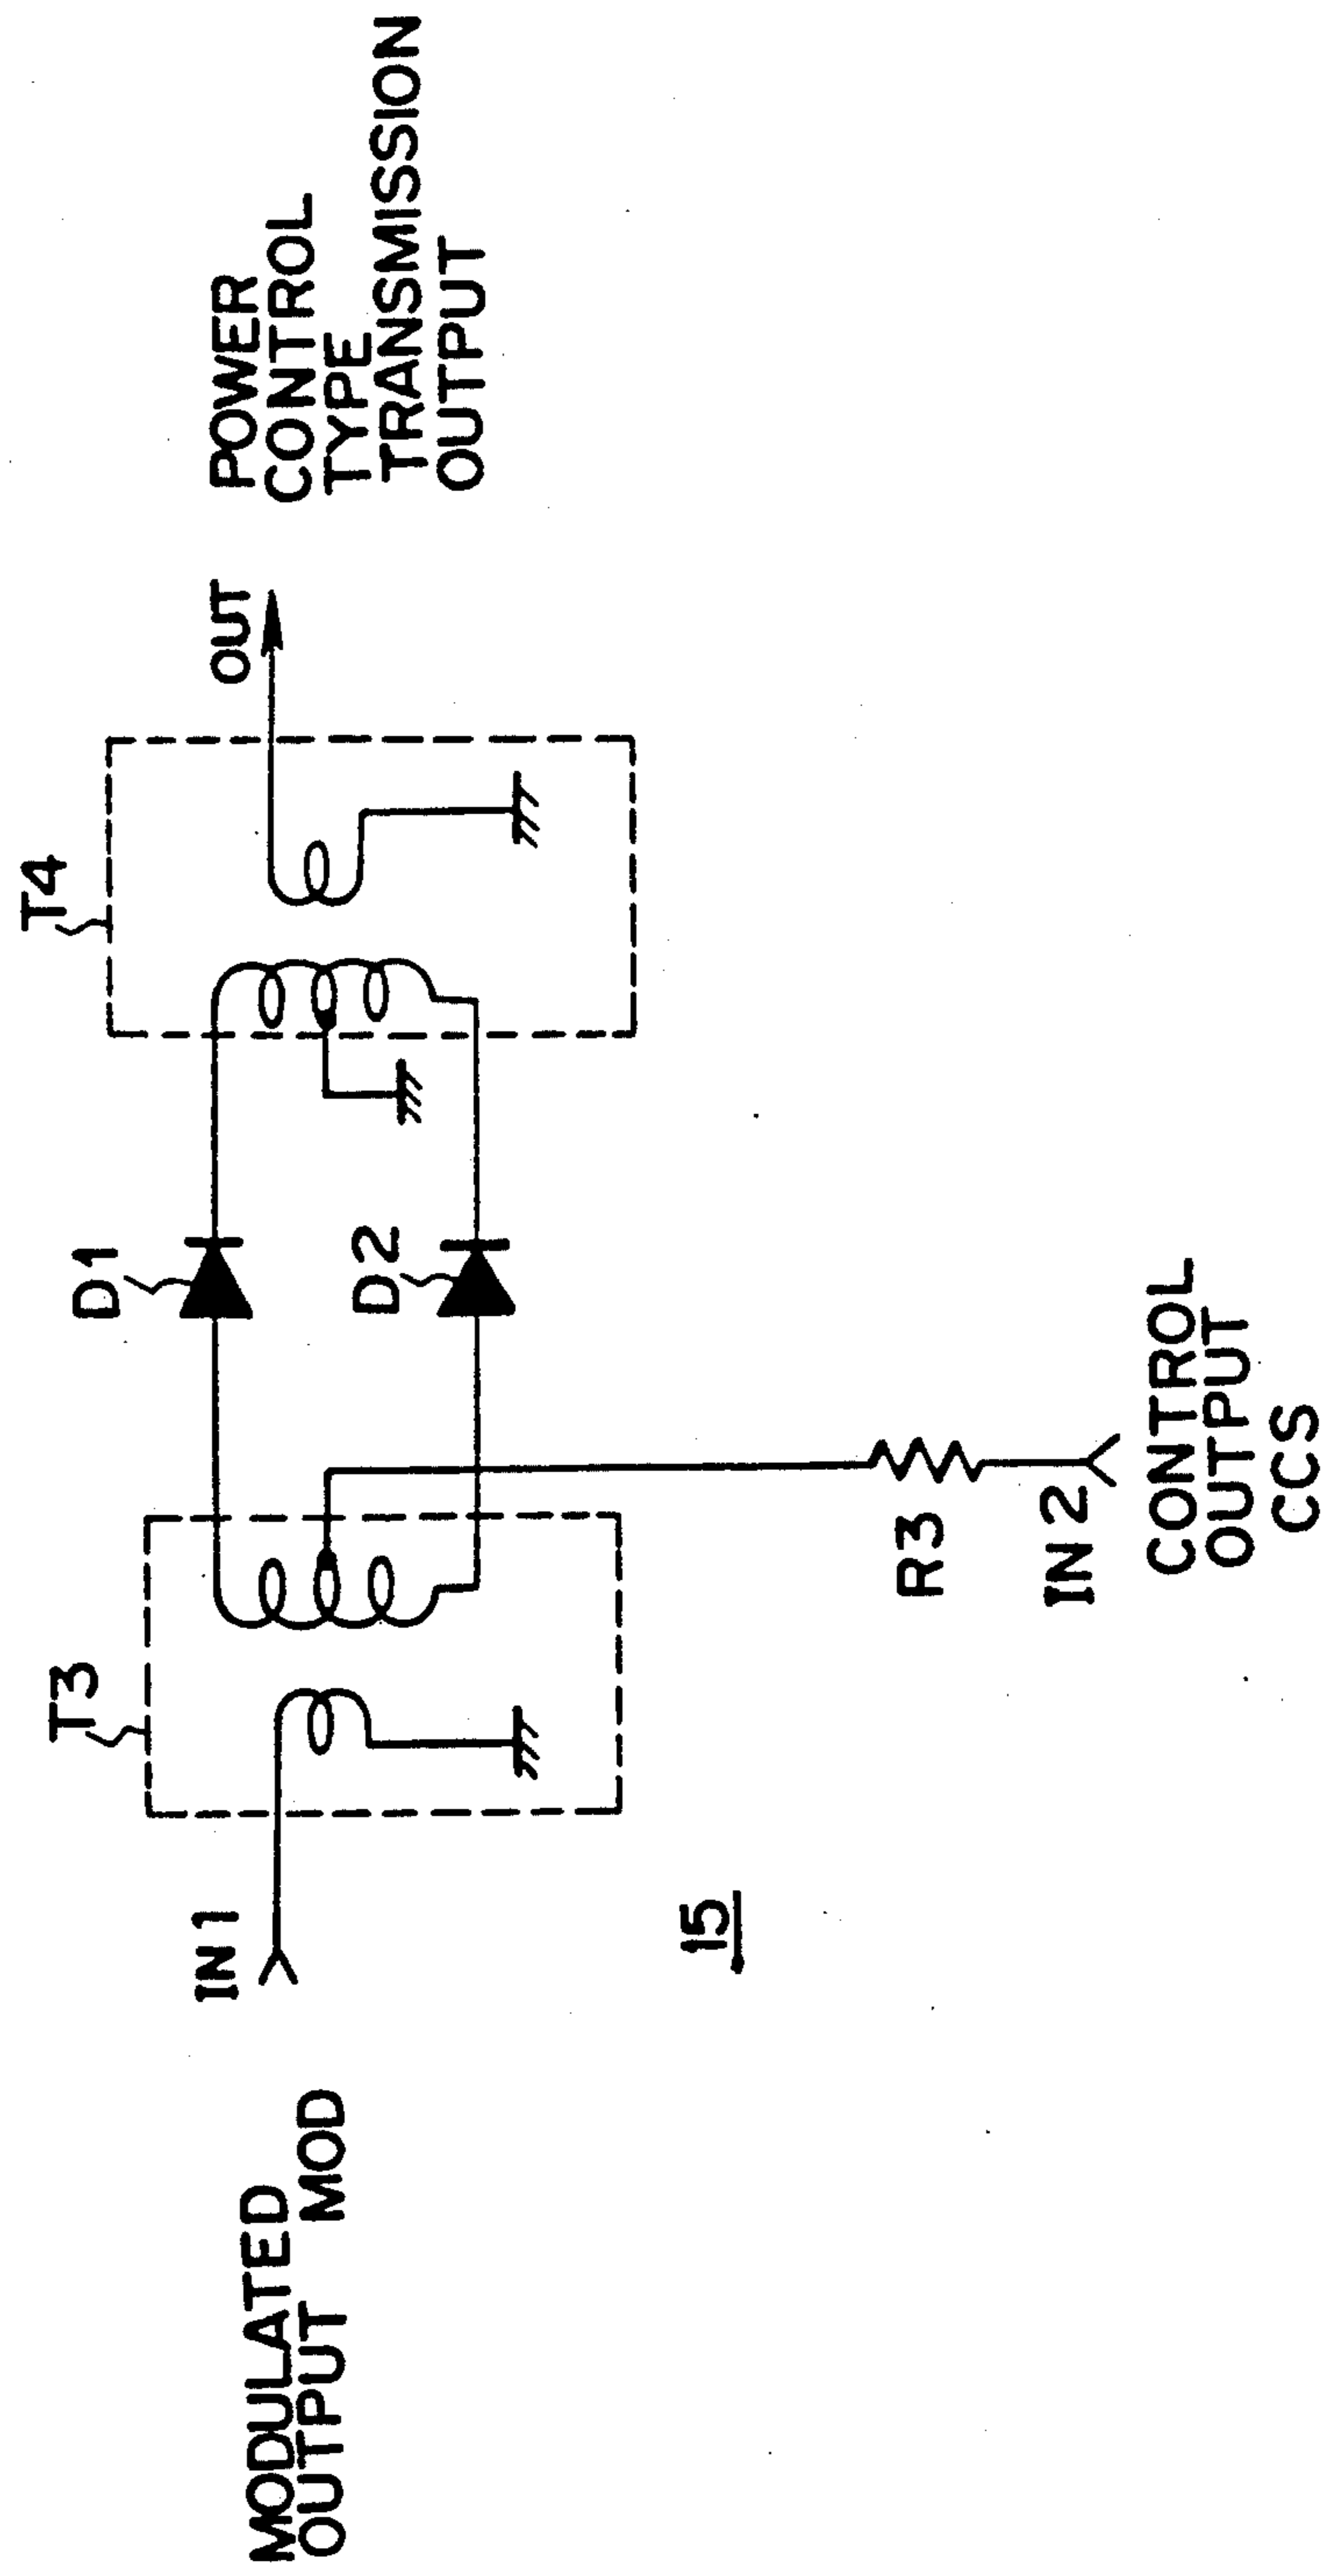 T3
T4
D1
D2
IN 1
OUT
MODULATED
OUTPUT MOD
POWER
CONTROL
TYPE
TRANSMISSION
OUTPUT
R3
IN 2
CONTROL
OUTPUT
CCS
15